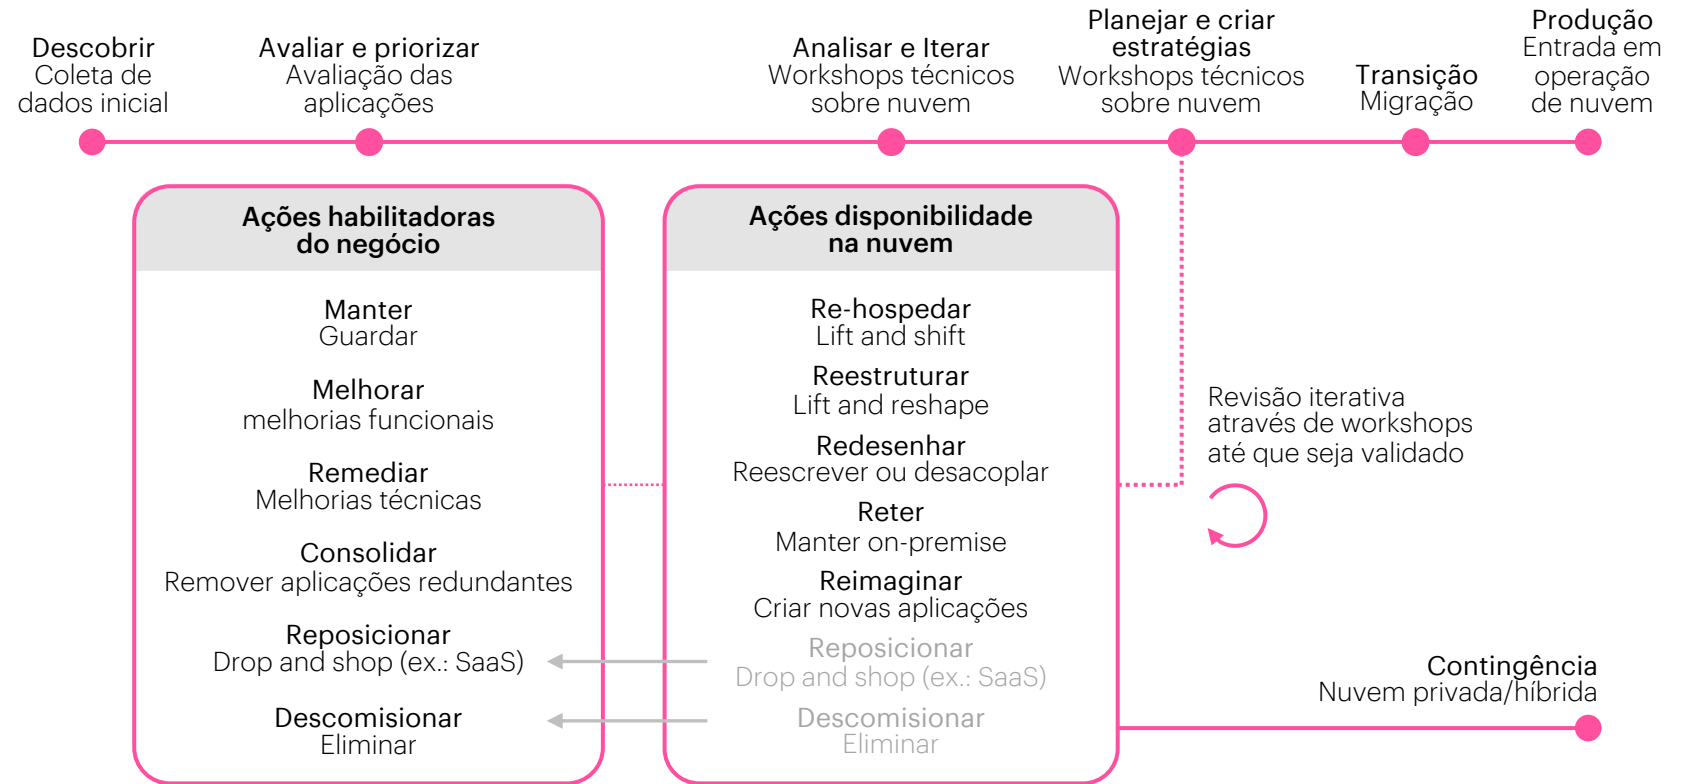 Descobrir
Coleta de
dados inicial
Avaliar e priorizar
Avaliação das
aplicações
Analisar e Iterar
Workshops técnicos
sobre nuvem
Planejar e criar
estratégias
Workshops técnicos
sobre nuvem
Transição
Migração
Produção
Entrada em
operação
de nuvem
Ações habilitadoras
do negócio
Manter
Guardar
Melhorar
melhorias funcionais
Remediar
Melhorias técnicas
Consolidar
Remover aplicações redundantes
Reposicionar
Drop and shop (ex.: SaaS)
Descomisionar
Eliminar
Ações disponibilidade
na nuvem
Re-hospedar
Lift and shift
Reestruturar
Lift and reshape
Redesenhar
Reescrever ou desacoplar
Reter
Manter on-premise
Reimaginar
Criar novas aplicações
Reposicionar
Drop and shop (ex.: SaaS)
Descomisionar
Eliminar
Revisão iterativa
através de workshops
até que seja validado
Contingência
Nuvem privada/híbrida